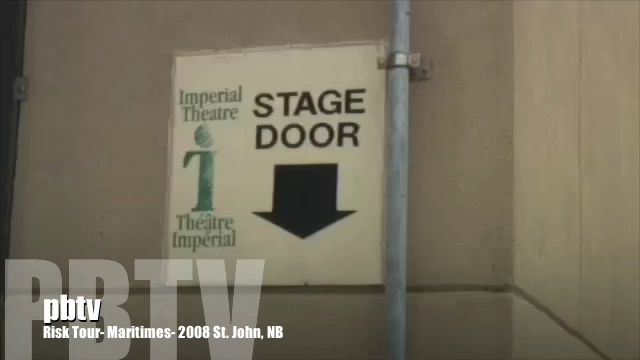 Imperial
Theatre
STAGE
DOOR
Théâtre
Impérial
PBTV
pbtv
Risk Tour- Maritimes- 2008 St. John, NB